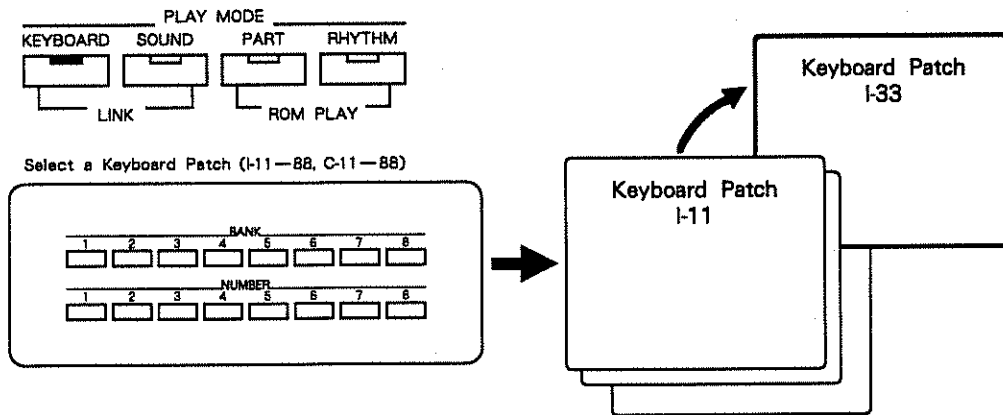 PLAY MODE
KEYBOARD SOUND PART RHYTHM
LINK ROM PLAY
Select a Keyboard Patch (I-11—88, C-11—88)
BANK
1 2 3 4 5 6 7 8
NUMBER
1 2 3 4 5 6 7 8
Keyboard Patch
I-33
Keyboard Patch
I-11